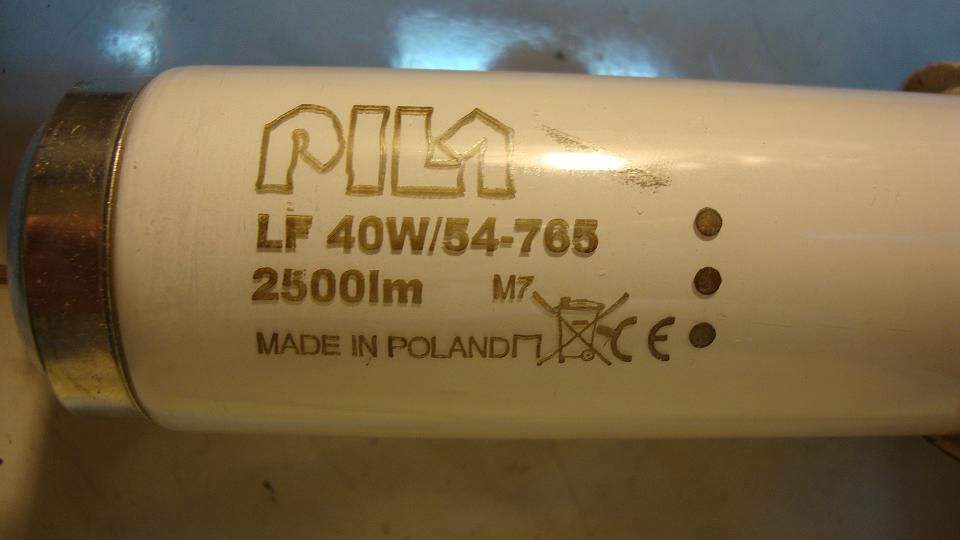 PILA
LF 40W/54-765
2500lm M7
MADE IN POLAND CE